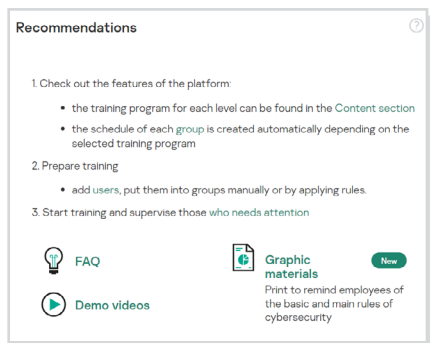 Recommendations
?
1. Check out the features of the platform:
• the training program for each level can be found in the Content section
• the schedule of each group is created automatically depending on the
selected training program
2. Prepare training
• add users, put them into groups manually or by applying rules.
3. Start training and supervise those who needs attention
FAQ
Demo videos
Graphic
materials
New
Print to remind employees of
the basic and main rules of
cybersecurity